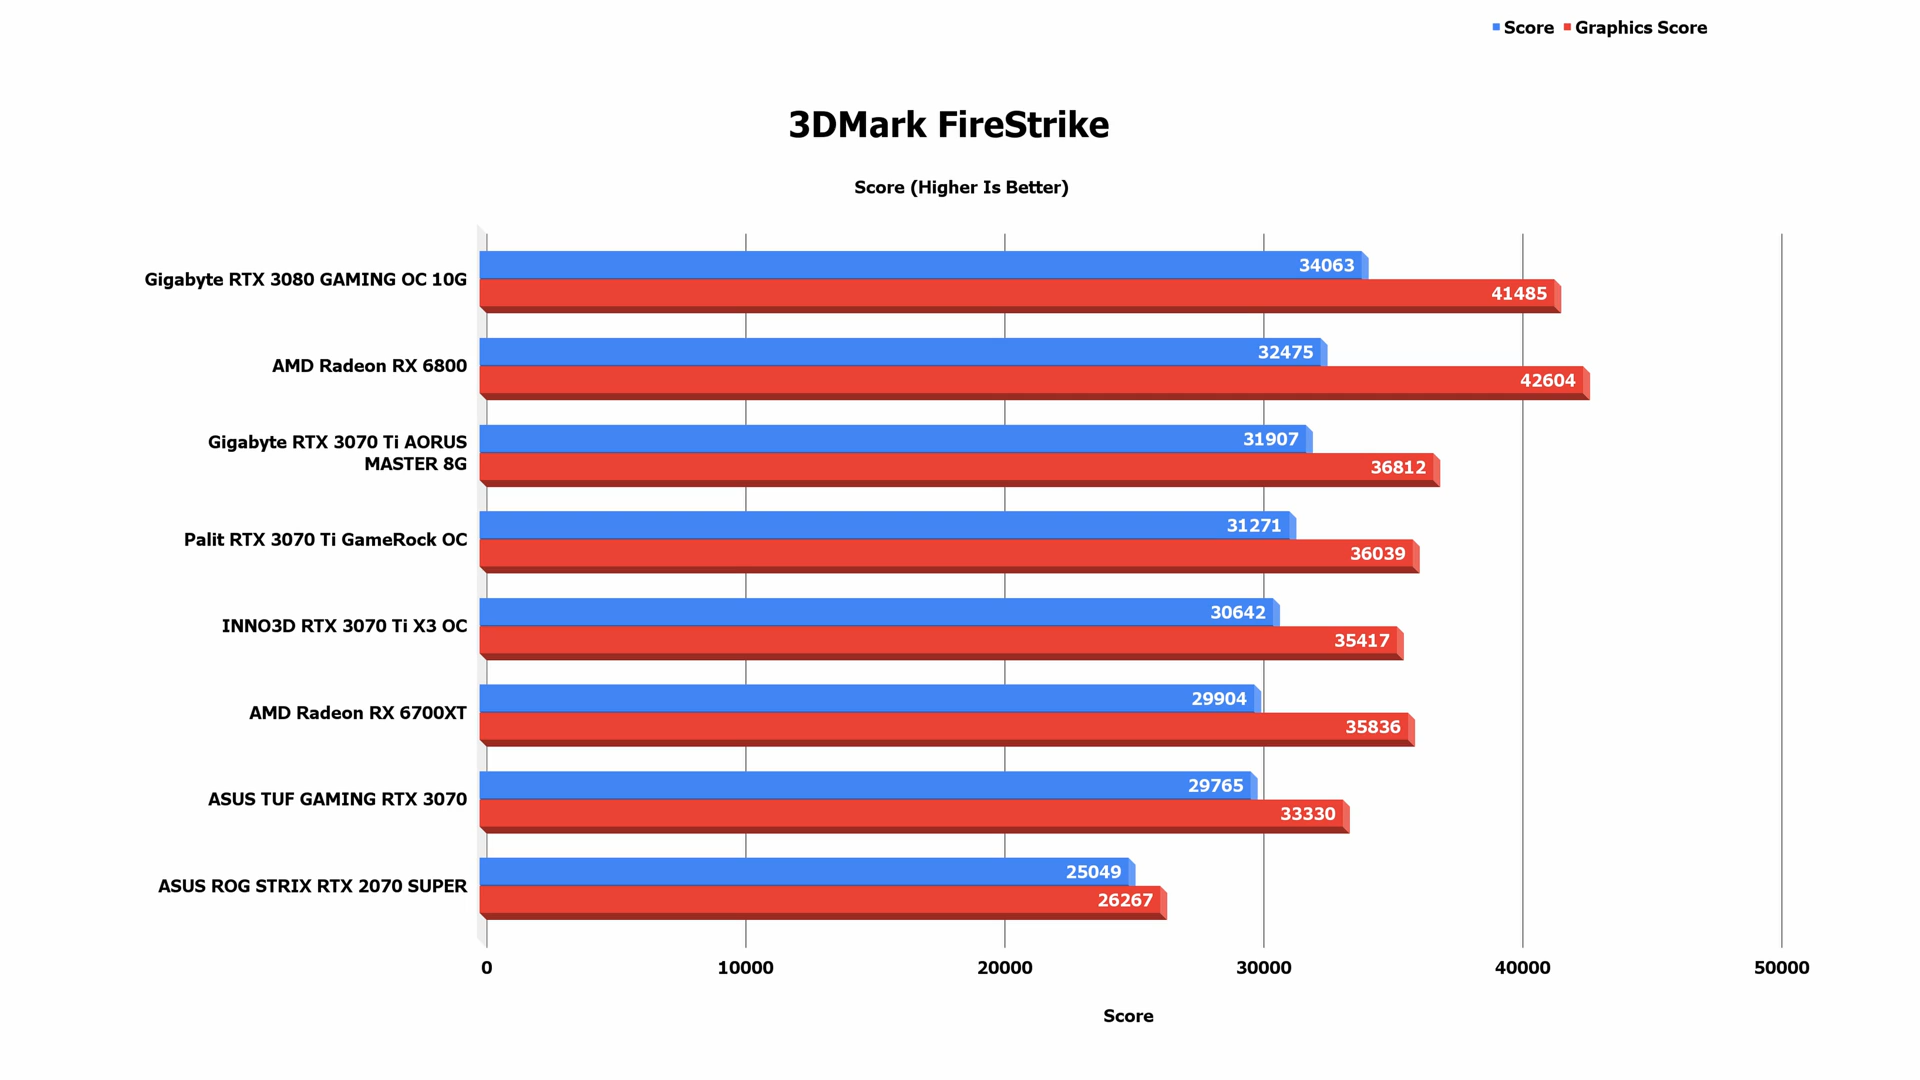 Score Graphics Score
3DMark FireStrike
Score (Higher Is Better)
Gigabyte RTX 3080 GAMING OC 10G
34063
41485
AMD Radeon RX 6800
32475
42604
Gigabyte RTX 3070 Ti AORUS
MASTER 8G
31907
36812
Palit RTX 3070 Ti GameRock OC
31271
36039
INNO3D RTX 3070 Ti X3 OC
30642
35417
AMD Radeon RX 6700XT
29904
35836
ASUS TUF GAMING RTX 3070
29765
33330
ASUS ROG STRIX RTX 2070 SUPER
25049
26267
0 10000 20000 30000 40000 50000
Score